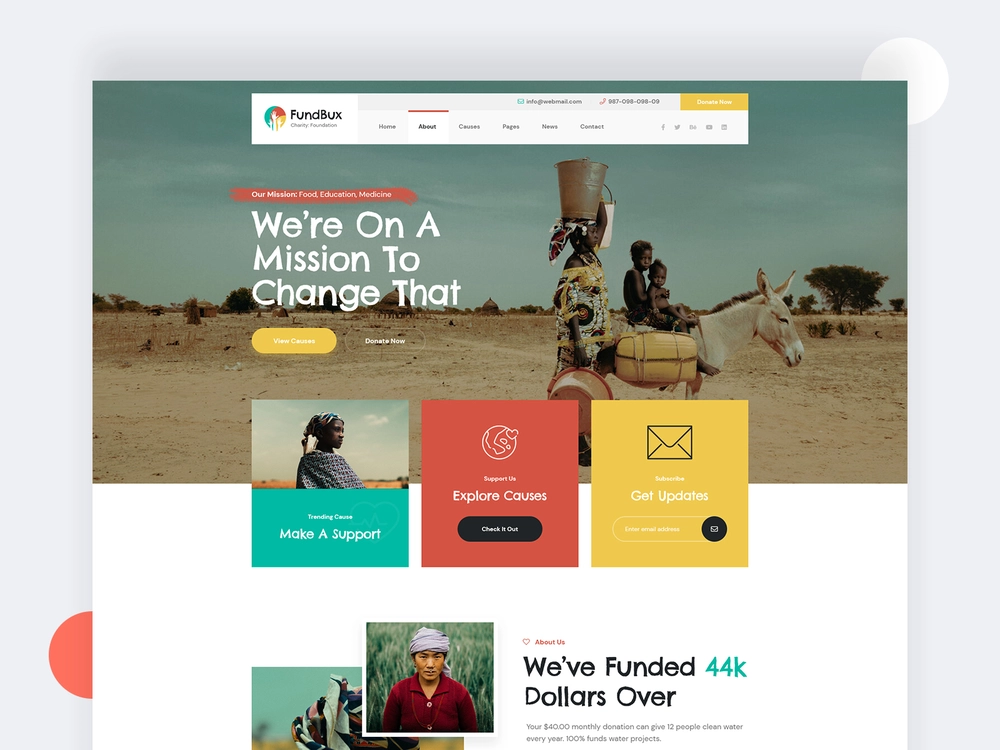 info@webmail.com
987-098-098-09
Donate Now
FundBux
Charity Foundation
Home
About
Causes
Pages
News
Contact
Our Mission: Food, Education, Medicine
We're On A
Mission To
Change That
View Causes
Donate Now
Trending Cause
Make A Support
Support Us
Explore Causes
Check It Out
Subscribe
Get Updates
Enter email address
About Us
We've Funded 44k
Dollars Over
Your $40.00 monthly donation can give 12 people clean water
every year. 100% funds water projects.